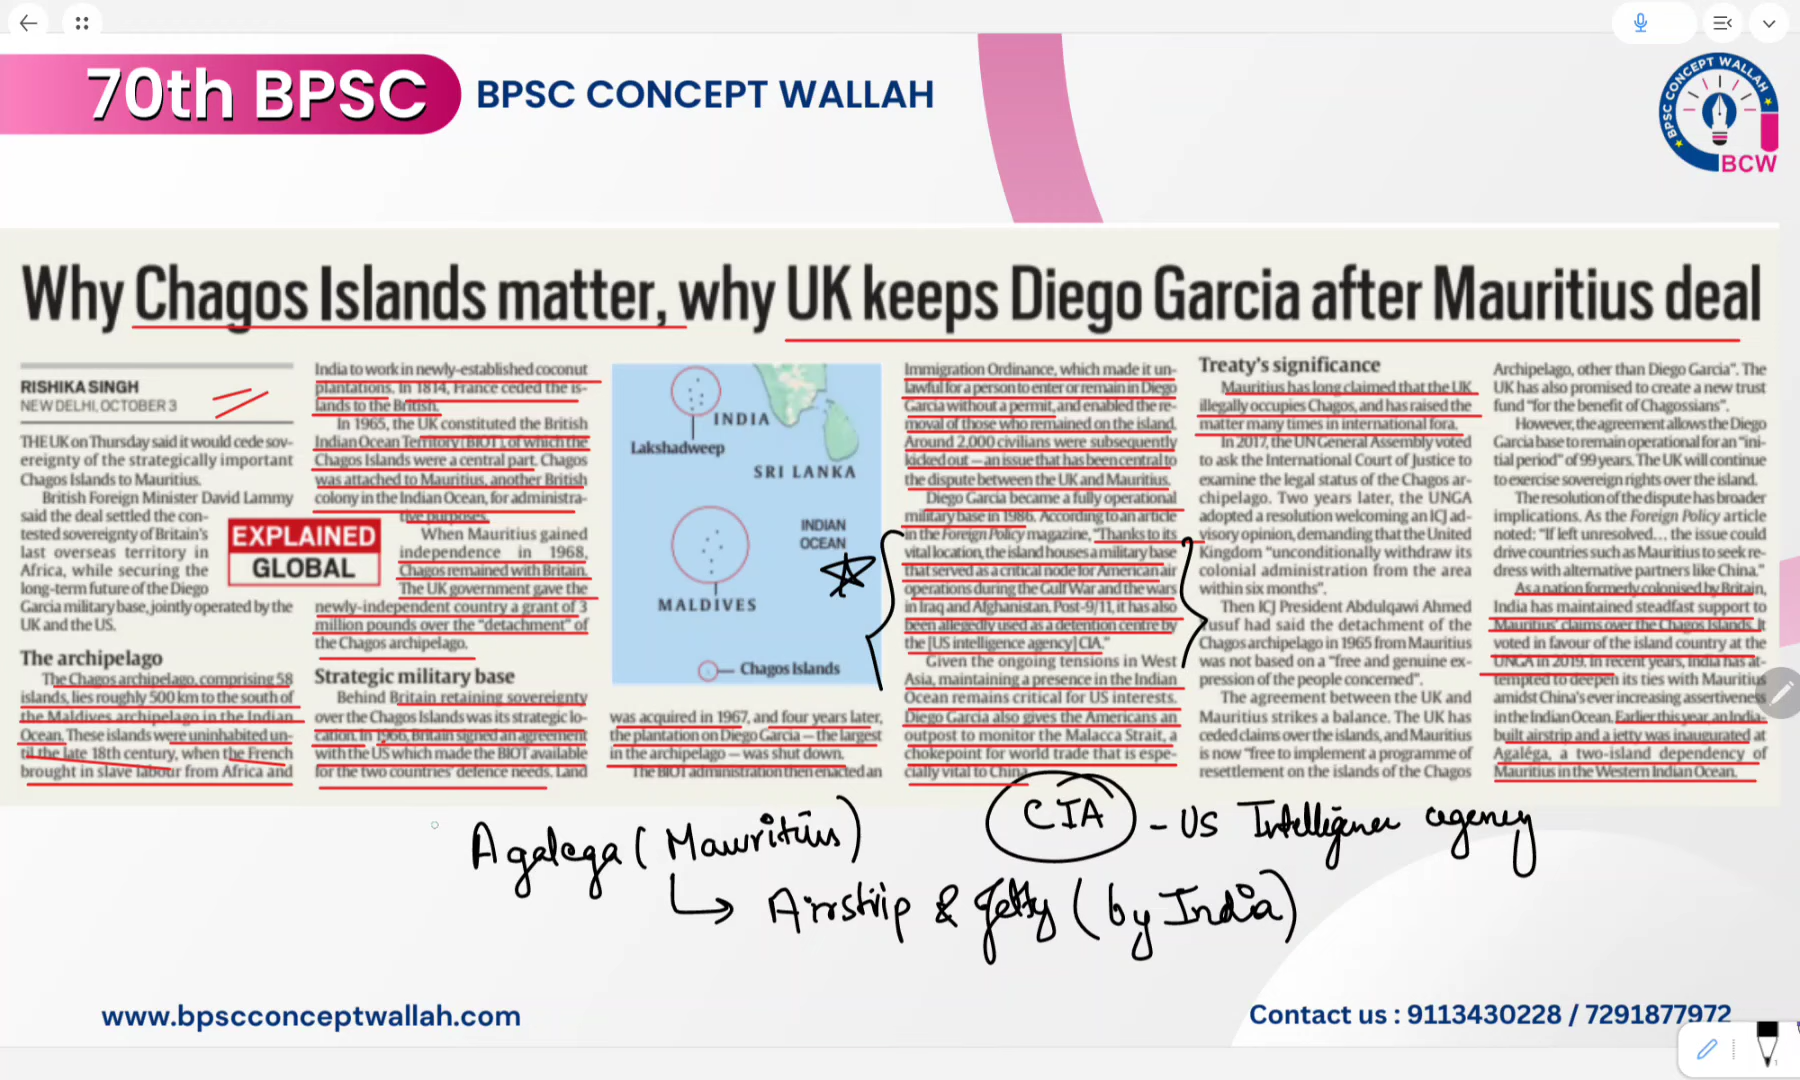 70th BPSC
BPSC CONCEPT WALLAH
BPSC CONCEPT WALLAH
BCW
Why Chagos Islands matter, why UK keeps Diego Garcia after Mauritius deal
RISHIKA SINGH
NEW DELHI, OCTOBER 3
THE UK on Thursday said it would cede sov-
ereignty of the strategically important
Chagos Islands to Mauritius.
British Foreign Minister David Lammy
said the deal settled the con-
tested sovereignty of Britain's
last overseas territory in
Africa, while securing the
long-term future of the Diego
Garcia military base, jointly operated by the
UK and the US.
EXPLAINED
GLOBAL
The archipelago
The Chagos archipelago, comprising 58
islands, lies roughly 500 km to the south of
the Maldives archipelago in the Indian
Ocean. These islands were uninhabited un-
til the late 18th century, when the French
brought in slave labour from Africa and
India to work in newly-established coconut
plantations. In 1814, France ceded the is-
lands to the British.
In 1965, the UK constituted the British
Indian Ocean Territory (BIOT), of which the
Chagos Islands were a central part. Chagos
was attached to Mauritius, another British
colony in the Indian Ocean, for administra-
tive purposes.
When Mauritius gained
independence in 1968,
Chagos remained with Britain.
The UK government gave the
newly-independent country a grant of 3
million pounds over the "detachment" of
the Chagos archipelago.
Strategic military base
Behind Britain retaining sovereignty
over the Chagos Islands was its strategic lo-
cation. In 1966, Britain signed an agreement
with the US which made the BIOT available
for the two countries' defence needs. Land
INDIA
Lakshadweep
SRI LANKA
INDIAN
OCEAN
MALDIVES
Chagos Islands
was acquired in 1967, and four years later,
the plantation on Diego Garcia — the largest
in the archipelago — was shut down.
The BIOT administration then enacted an
Immigration Ordinance, which made it un-
lawful for a person to enter or remain in Diego
Garcia without a permit, and enabled the re-
moval of those who remained on the island.
Around 2,000 civilians were subsequently
kicked out — an issue that has been central to
the dispute between the UK and Mauritius.
Diego Garcia became a fully operational
military base in 1986. According to an article
in the Foreign Policy magazine, "Thanks to its
vital location, the island houses a military base
that served as a critical node for American air
operations during the Gulf War and the wars
in Iraq and Afghanistan. Post-9/11, it has also
been allegedly used as a detention centre by
the [US intelligence agency] CIA."
Given the ongoing tensions in West
Asia, maintaining a presence in the Indian
Ocean remains critical for US interests.
Diego Garcia also gives the Americans an
outpost to monitor the Malacca Strait, a
chokepoint for world trade that is espe-
cially vital to China.
Treaty's significance
Mauritius has long claimed that the UK
illegally occupies Chagos, and has raised the
matter many times in international fora.
In 2017, the UN General Assembly voted
to ask the International Court of Justice to
examine the legal status of the Chagos ar-
chipelago. Two years later, the UNGA
adopted a resolution welcoming an ICJ ad-
visory opinion, demanding that the United
Kingdom "unconditionally withdraw its
colonial administration from the area
within six months".
Then ICJ President Abdulqawi Ahmed
Yusuf had said the detachment of the
Chagos archipelago in 1965 from Mauritius
was not based on a "free and genuine ex-
pression of the people concerned".
The agreement between the UK and
Mauritius strikes a balance. The UK has
ceded claims over the islands, and Mauritius
is now "free to implement a programme of
resettlement on the islands of the Chagos
Archipelago, other than Diego Garcia". The
UK has also promised to create a new trust
fund "for the benefit of Chagossians".
However, the agreement allows the Diego
Garcia base to remain operational for an "ini-
tial period" of 99 years. The UK will continue
to exercise sovereign rights over the island.
The resolution of the dispute has broader
implications. As the Foreign Policy article
noted: "If left unresolved... the issue could
drive countries such as Mauritius to seek re-
dress with alternative partners like China."
As a nation formerly colonised by Britain,
India has maintained steadfast support to
Mauritius' claims over the Chagos Islands. It
voted in favour of the island country at the
UNGA in 2019. In recent years, India has at-
tempted to deepen its ties with Mauritius
amidst China's ever increasing assertiveness
in the Indian Ocean. Earlier this year, an India-
built airstrip and a jetty was inaugurated at
Agaléga, a two-island dependency of
Mauritius in the Western Indian Ocean.
Agalega (Mauritius)
CIA - US Intelligence agency
Airstrip & Jetty (by India)
www.bpscconceptwallah.com
Contact us : 9113430228 / 7291877972